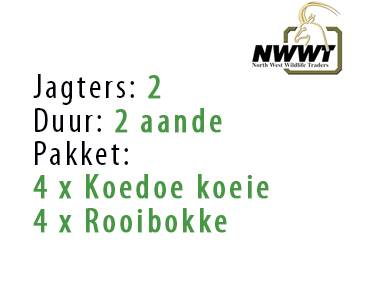 NWWT
North West Wildlife Traders
Jagters: 2
Duur: 2 aande
Pakket:
4 x Koedoe koeie
4 x Rooibokke